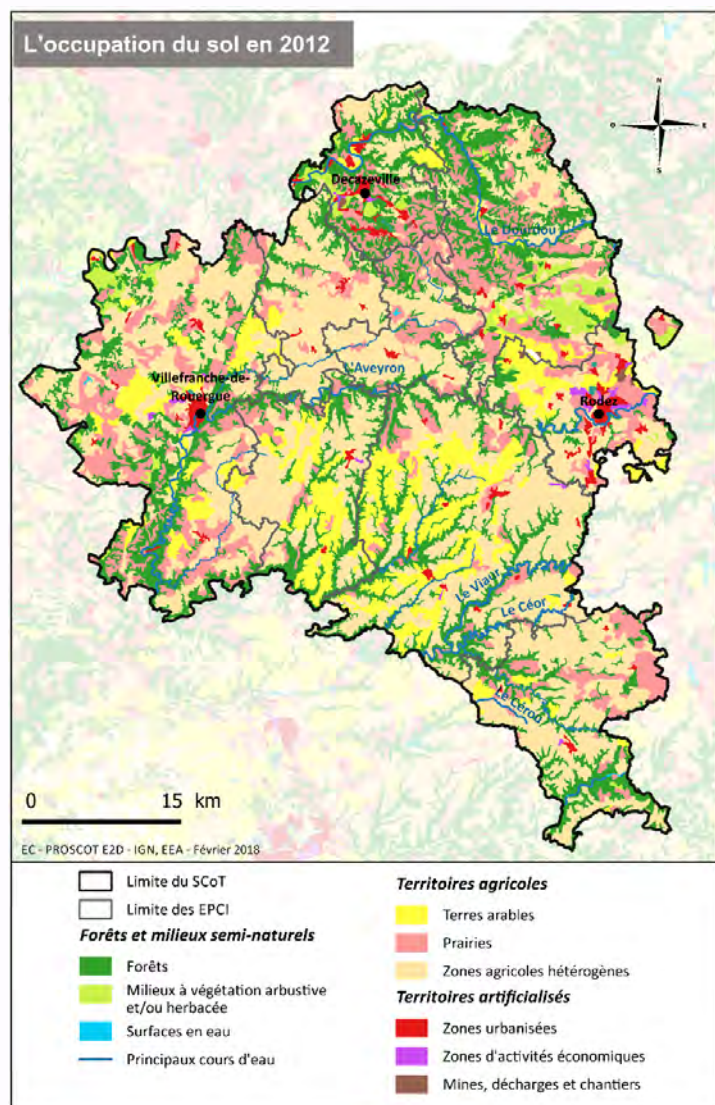 L'occupation du sol en 2012
N
O
E
S
Decazeville
Le Dourdou
L'Aveyron
Villefranche-de-
Rouergue
Rodez
Le Viaur
Le Céor
Le Cérou
0 15 km
EC - PROSCOT E2D - IGN, EEA - Février 2018
Limite du SCoT
Limite des EPCI
Forêts et milieux semi-naturels
Forêts
Milieux à végétation arbustive
et/ou herbacée
Surfaces en eau
Principaux cours d'eau
Territoires agricoles
Terres arables
Prairies
Zones agricoles hétérogènes
Territoires artificialisés
Zones urbanisées
Zones d'activités économiques
Mines, décharges et chantiers